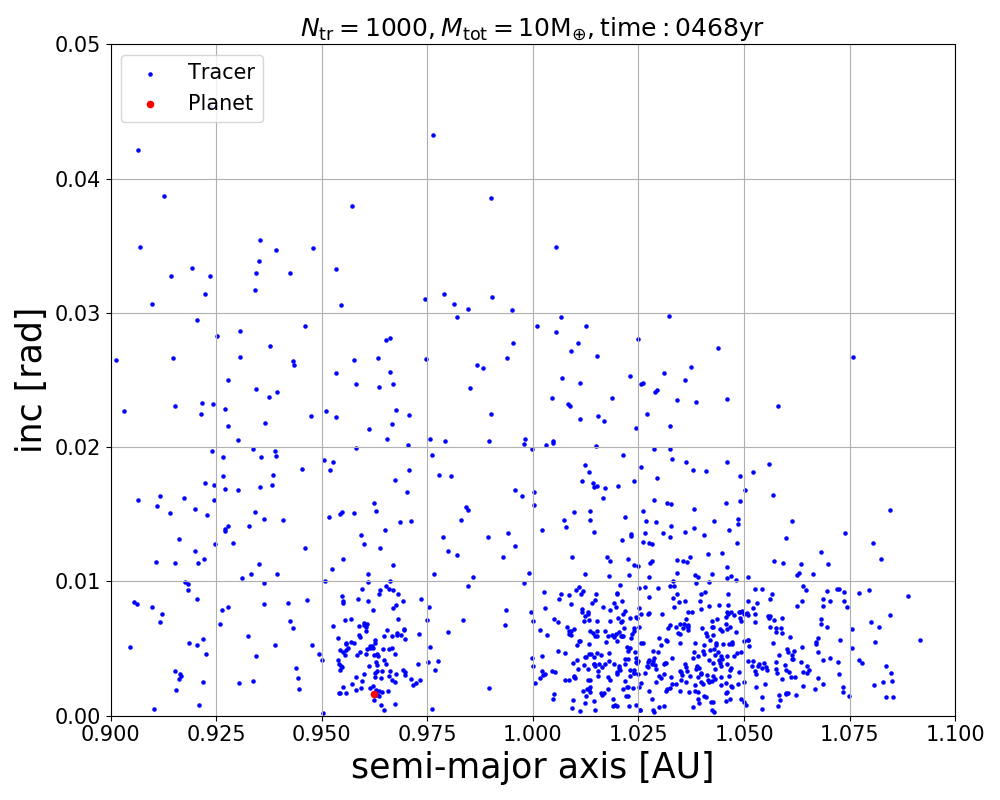 N_tr = 1000, M_tot = 10M_⊕, time : 0468yr
Tracer
Planet
inc [rad]
0.05
0.04
0.03
0.02
0.01
0.00
0.900 0.925 0.950 0.975 1.000 1.025 1.050 1.075 1.100
semi-major axis [AU]